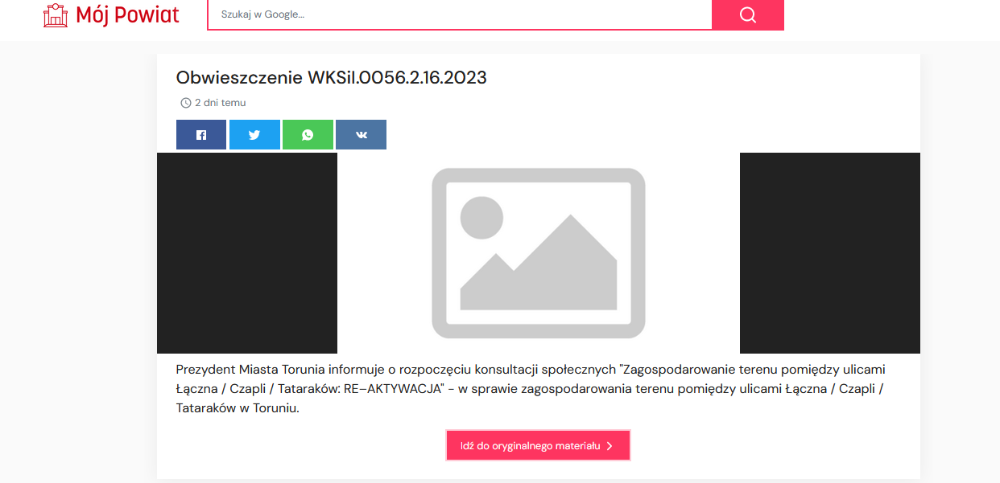 Mój Powiat
Szukaj w Google...
Obwieszczenie WKSiI.0056.2.16.2023
2 dni temu
Prezydent Miasta Torunia informuje o rozpoczęciu konsultacji społecznych "Zagospodarowanie terenu pomiędzy ulicami
Łączna / Czapli / Tataraków: RE–AKTYWACJA" - w sprawie zagospodarowania terenu pomiędzy ulicami Łączna / Czapli /
Tataraków w Toruniu.
Idź do oryginalnego materiału